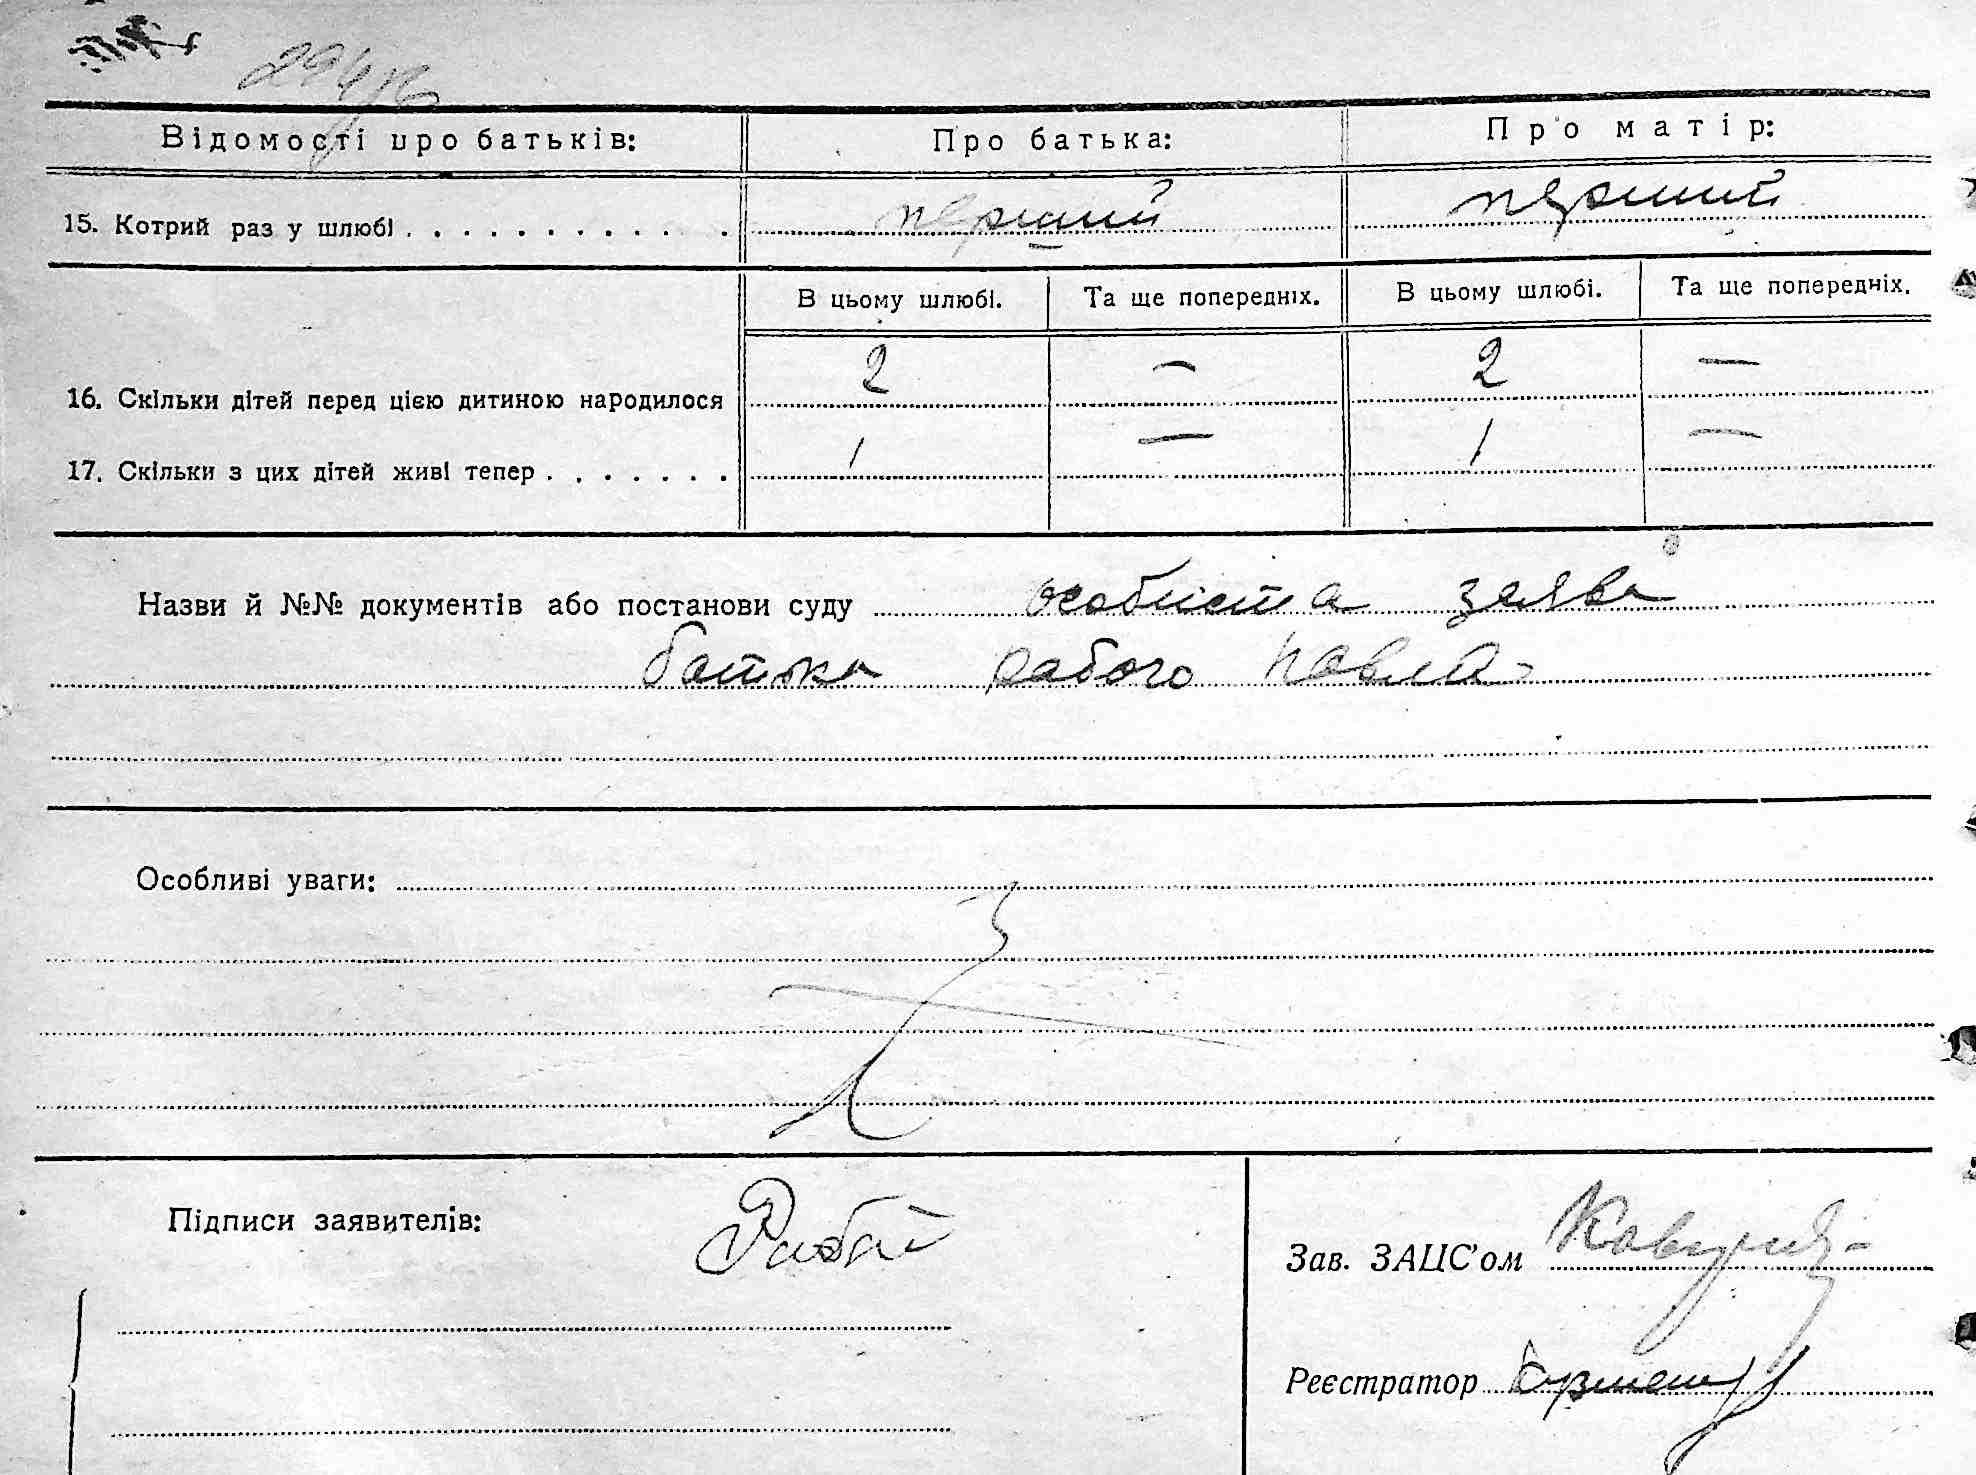 Відомості про батьків: Про батька: Про матір:
15. Котрий раз у шлюбі перший перший
В цьому шлюбі. Та ще попередніх. В цьому шлюбі. Та ще попередніх.
16. Скільки дітей перед цією дитиною народилося 2 — 2 —
17. Скільки з цих дітей живі тепер 1 — 1 —
Назви й №№ документів або постанови суду особиста заява
батька рабого Павла
Особливі уваги:
Підписи заявителів: Рабой
Зав. ЗАЦС'ом
Реєстратор